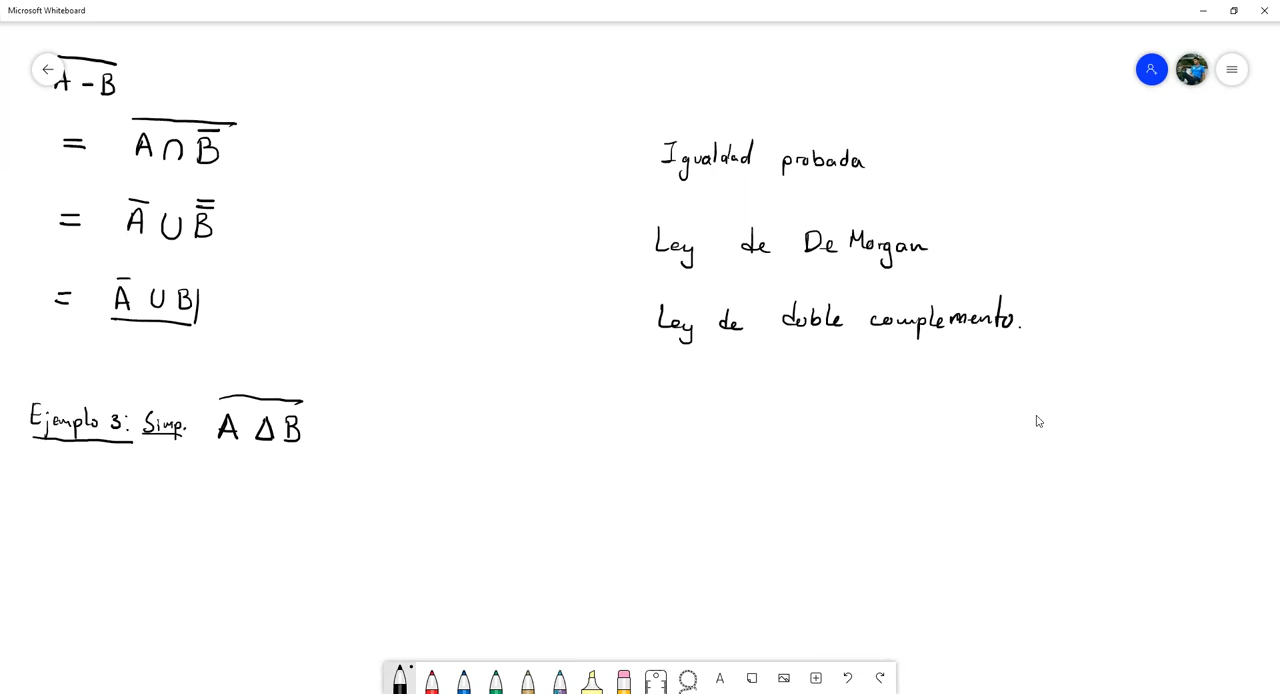 Microsoft Whiteboard
A̅ ̅-̅ ̅B̅
= A̅ ̅∩̅ ̅B̅̅ Igualdad probada
= A̅ ∪ B̅̅ Ley de De Morgan
= A̅ ∪ B| Ley de doble complemento.
Ejemplo 3: Simp. A̅ ̅Δ̅ ̅B̅
A